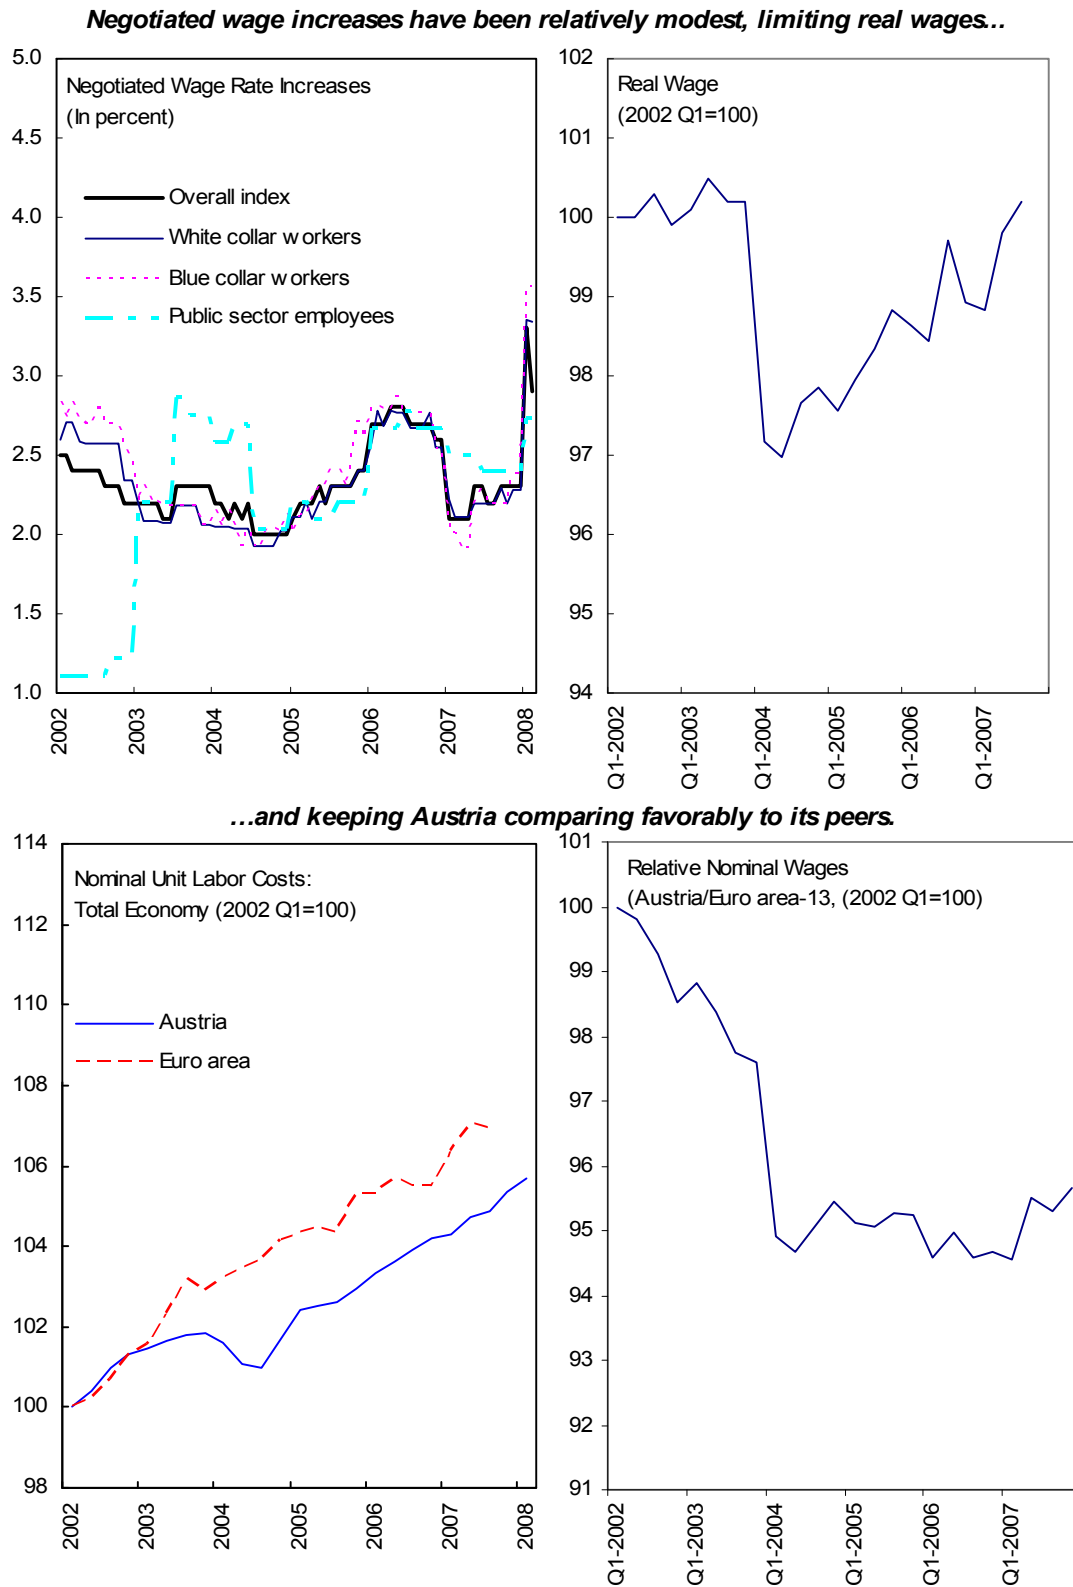 Negotiated wage increases have been relatively modest, limiting real wages...
5.0
4.5
4.0
3.5
3.0
2.5
2.0
1.5
1.0
Negotiated Wage Rate Increases
(In percent)
Overall index
White collar workers
Blue collar workers
Public sector employees
2002
2003
2004
2005
2006
2007
2008
102
101
100
99
98
97
96
95
94
Real Wage
(2002 Q1=100)
Q1-2002
Q1-2003
Q1-2004
Q1-2005
Q1-2006
Q1-2007
...and keeping Austria comparing favorably to its peers.
114
112
110
108
106
104
102
100
98
Nominal Unit Labor Costs:
Total Economy (2002 Q1=100)
Austria
Euro area
2002
2003
2004
2005
2006
2007
2008
101
100
99
98
97
96
95
94
93
92
91
Relative Nominal Wages
(Austria/Euro area-13, (2002 Q1=100)
Q1-2002
Q1-2003
Q1-2004
Q1-2005
Q1-2006
Q1-2007